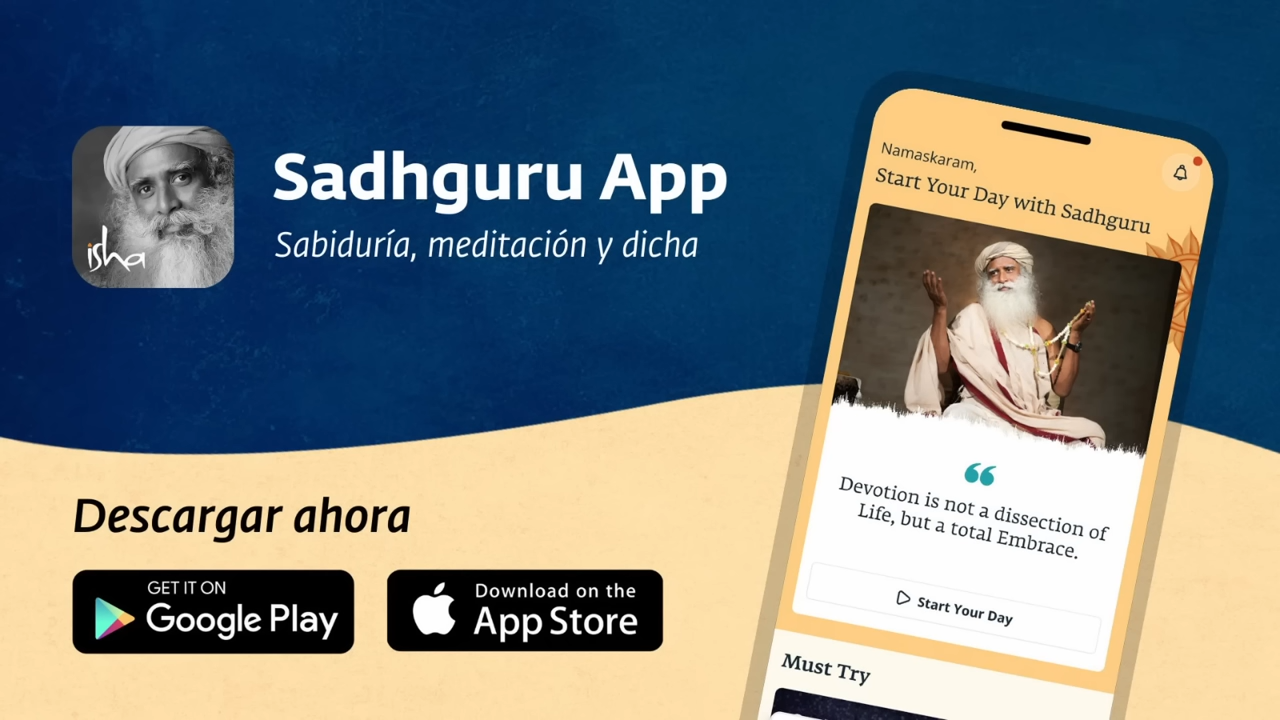 isha
Sadhguru App
Sabiduría, meditación y dicha
Descargar ahora
GET IT ON
Google Play
Download on the
App Store
Namaskaram,
Start Your Day with Sadhguru
“
Devotion is not a dissection of
Life, but a total Embrace.
Start Your Day
Must Try